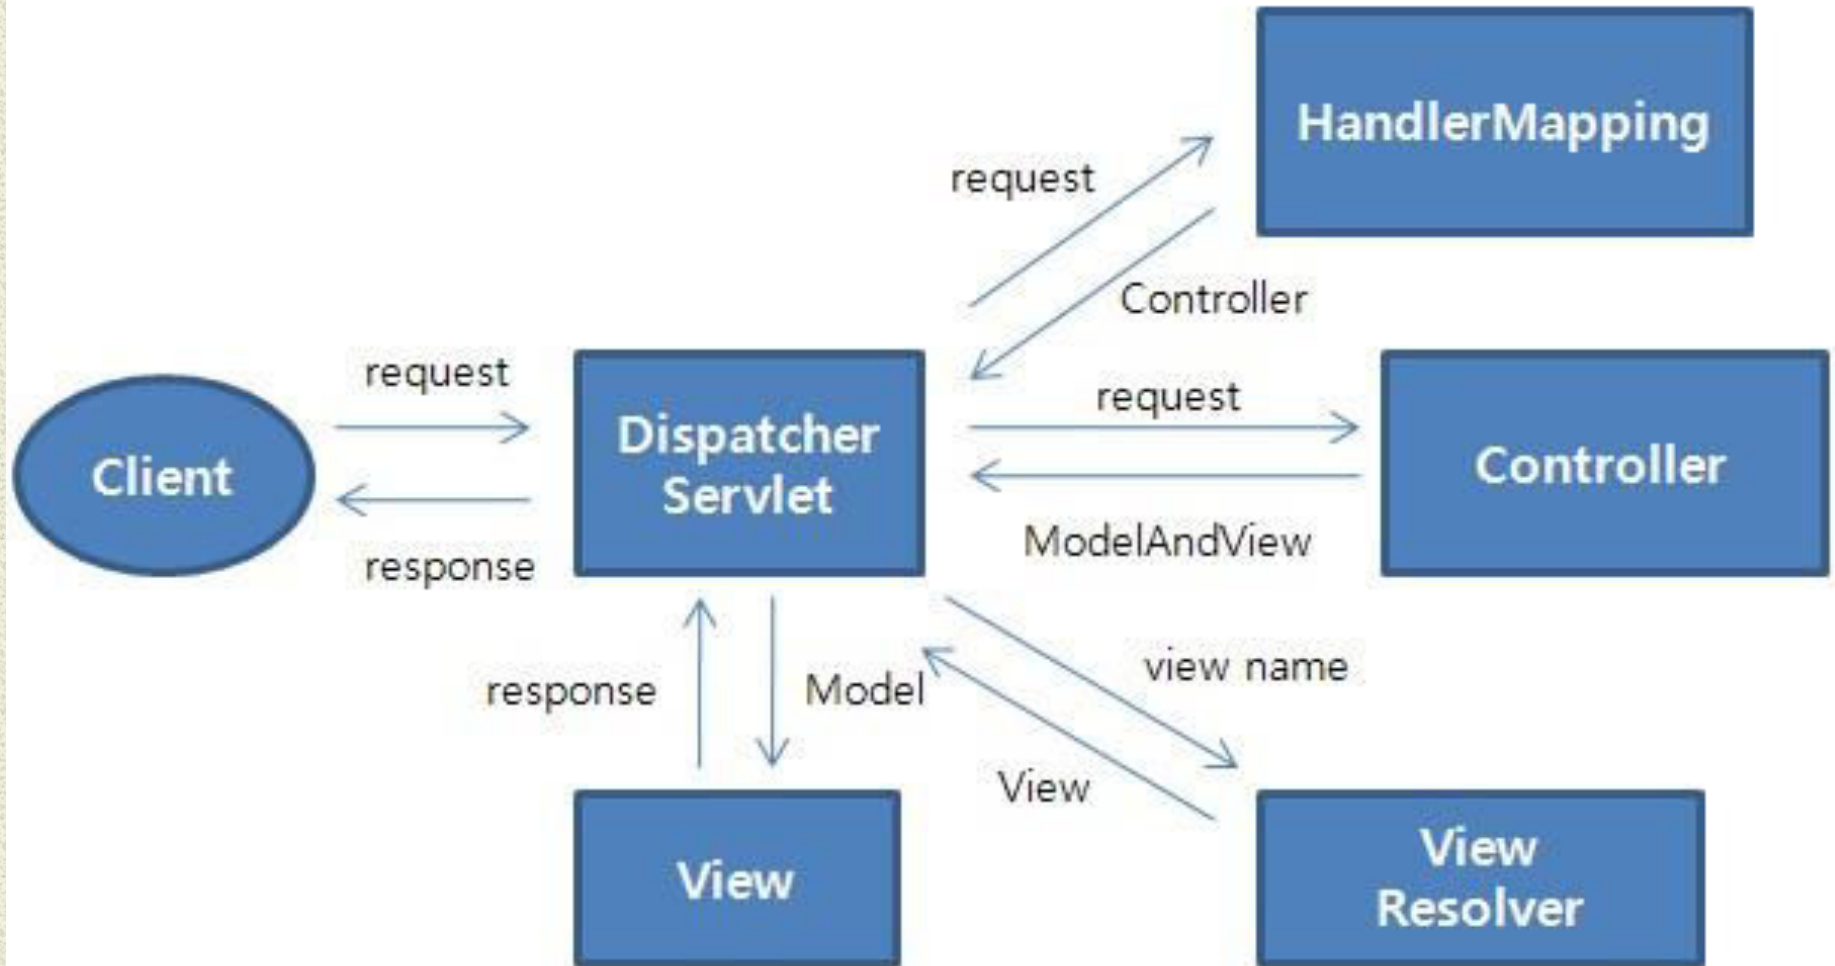 HandlerMapping
request
Controller
request
request
Client
Dispatcher
Servlet
Controller
ModelAndView
response
response
Model
view name
View
View
View
Resolver